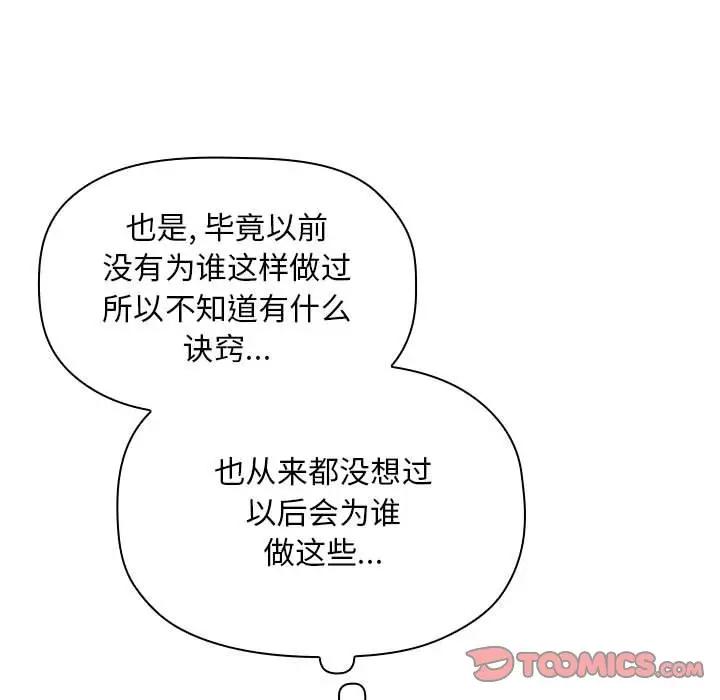 也是, 毕竟以前
没有为谁这样做过
所以不知道有什么
诀窍...
也从来都没想过
以后会为谁
做这些...
TOOMICS.COM